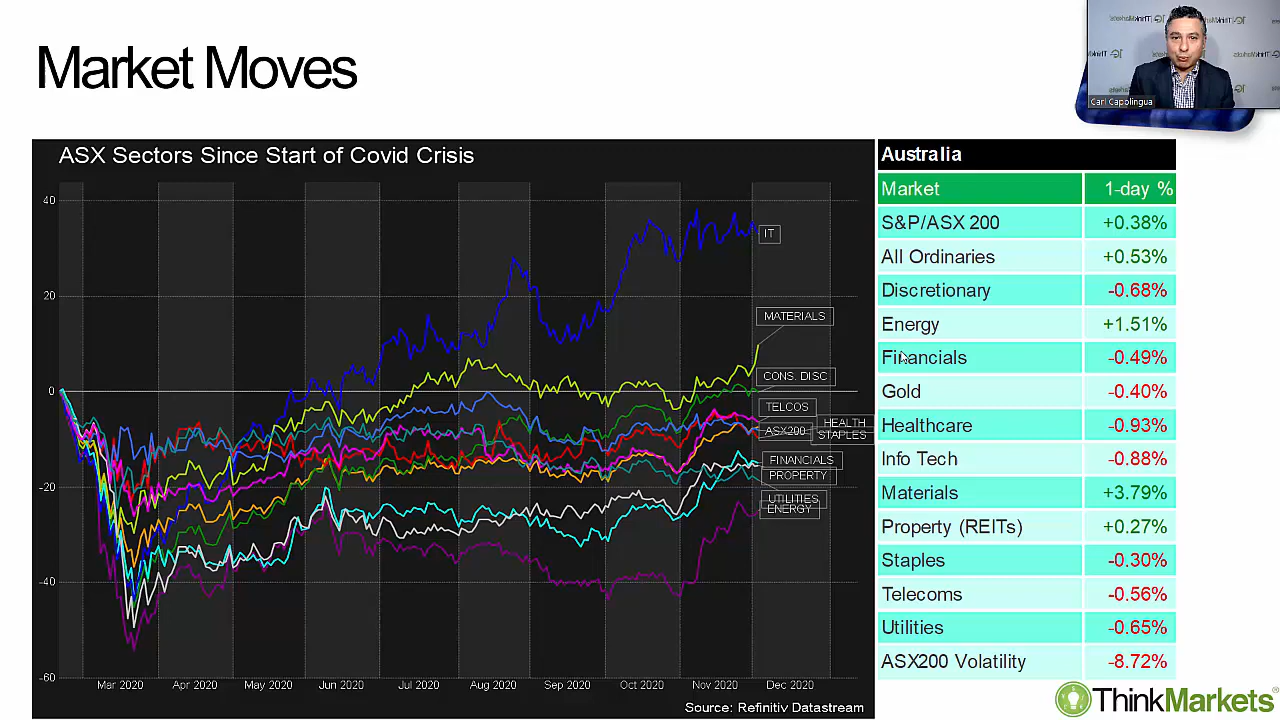 Market Moves
Carl Capolingua
ASX Sectors Since Start of Covid Crisis
40
20
0
-20
-40
-60
IT
MATERIALS
CONS. DISC
TELCOS
HEALTH
ASX200
STAPLES
FINANCIALS
PROPERTY
UTILITIES
ENERGY
Mar 2020 Apr 2020 May 2020 Jun 2020 Jul 2020 Aug 2020 Sep 2020 Oct 2020 Nov 2020 Dec 2020
Source: Refinitiv Datastream
Australia
Market 1-day %
S&P/ASX 200 +0.38%
All Ordinaries +0.53%
Discretionary -0.68%
Energy +1.51%
Financials -0.49%
Gold -0.40%
Healthcare -0.93%
Info Tech -0.88%
Materials +3.79%
Property (REITs) +0.27%
Staples -0.30%
Telecoms -0.56%
Utilities -0.65%
ASX200 Volatility -8.72%
ThinkMarkets®